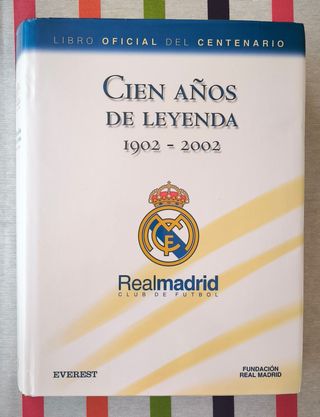 LIBRO OFICIAL DEL CENTENARIO
CIEN AÑOS
DE LEYENDA
1902 - 2002
Realmadrid
CLUB DE FUTBOL
EVEREST
FUNDACIÓN
REAL MADRID